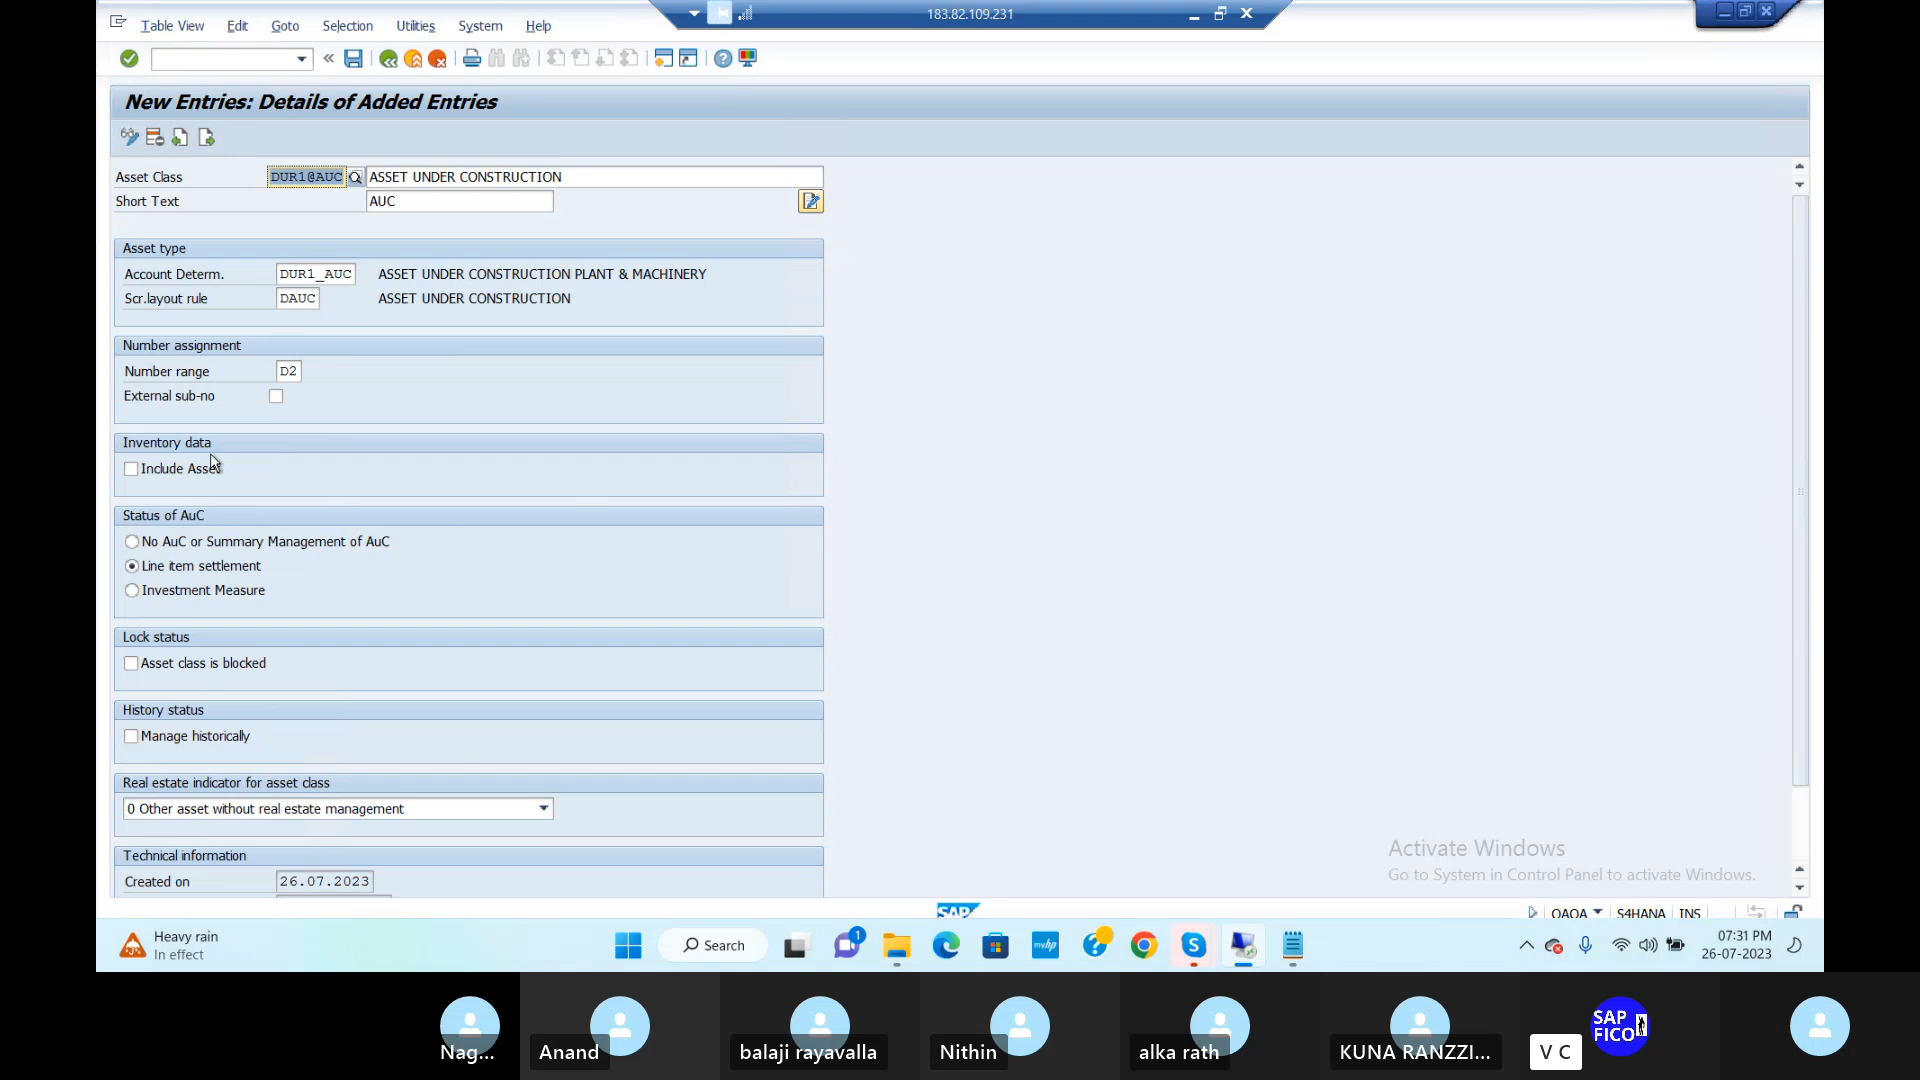 183.82.109.231
Table View Edit Goto Selection Utilities System Help
New Entries: Details of Added Entries
Asset Class DUR1@AUC ASSET UNDER CONSTRUCTION
Short Text AUC
Asset type
Account Determ. DUR1_AUC ASSET UNDER CONSTRUCTION PLANT & MACHINERY
Scr.layout rule DAUC ASSET UNDER CONSTRUCTION
Number assignment
Number range D2
External sub-no
Inventory data
Include Asset
Status of AuC
No AuC or Summary Management of AuC
Line item settlement
Investment Measure
Lock status
Asset class is blocked
History status
Manage historically
Real estate indicator for asset class
0 Other asset without real estate management
Technical information
Created on 26.07.2023
Activate Windows
Go to System in Control Panel to activate Windows.
SAP
QAQA S4HANA INS
Heavy rain
In effect
Search
1
myhp
07:31 PM
26-07-2023
SAP
FICO
Nag... Anand balaji rayavalla Nithin alka rath KUNA RANZZI... V C